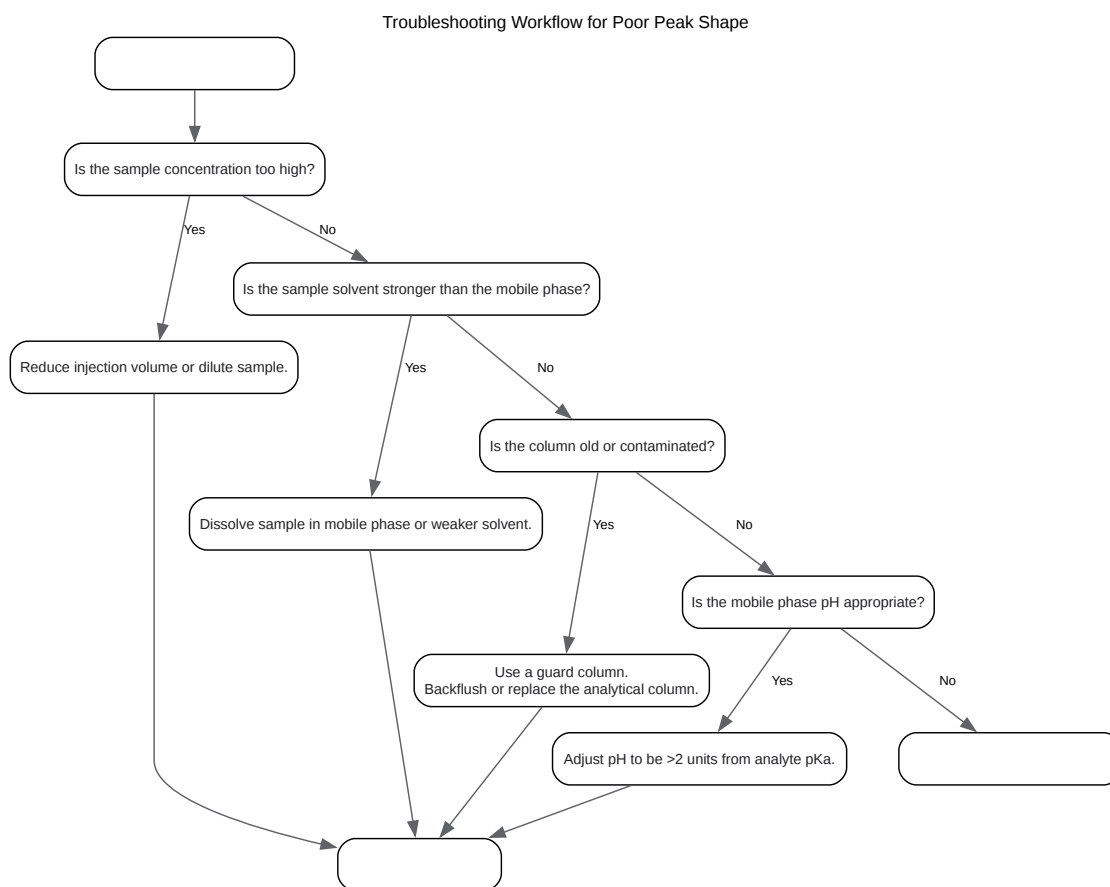 Troubleshooting Workflow for Poor Peak Shape
Is the sample concentration too high?
Yes
No
Is the sample solvent stronger than the mobile phase?
Reduce injection volume or dilute sample.
Yes
No
Is the column old or contaminated?
Dissolve sample in mobile phase or weaker solvent.
Yes
No
Is the mobile phase pH appropriate?
Use a guard column.
Backflush or replace the analytical column.
Yes
No
Adjust pH to be >2 units from analyte pKa.